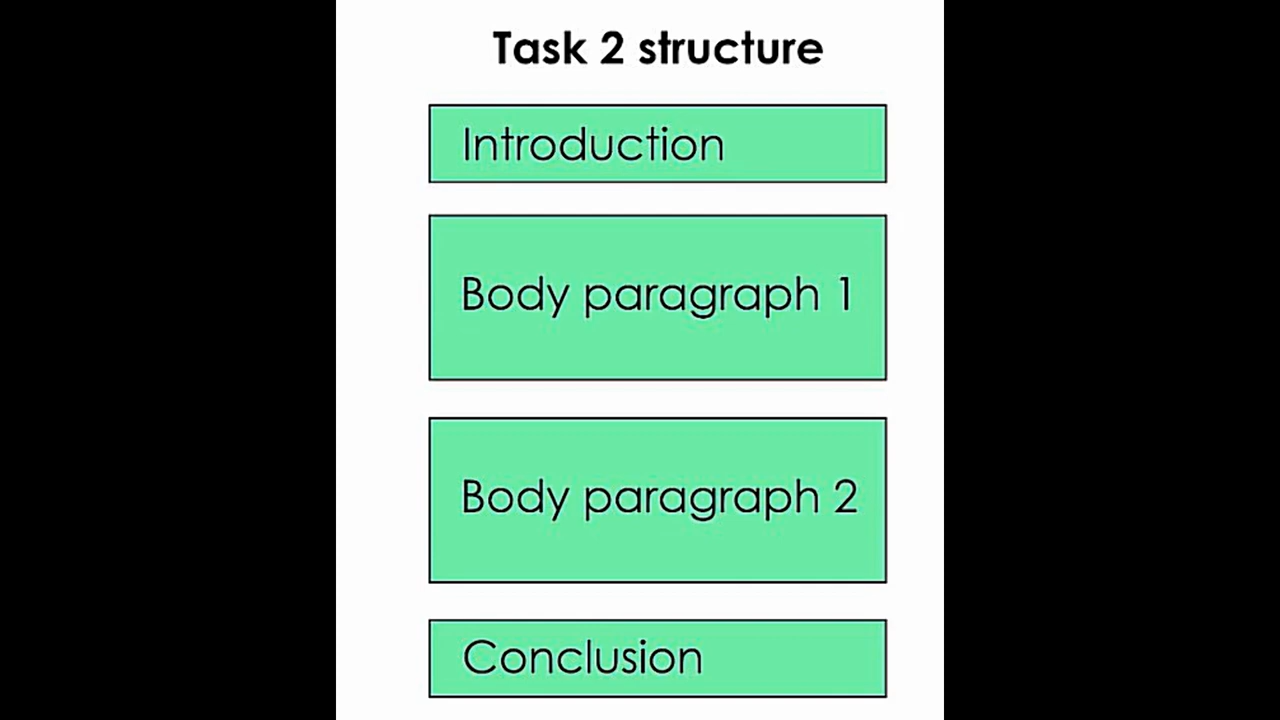 Task 2 structure
Introduction
Body paragraph 1
Body paragraph 2
Conclusion